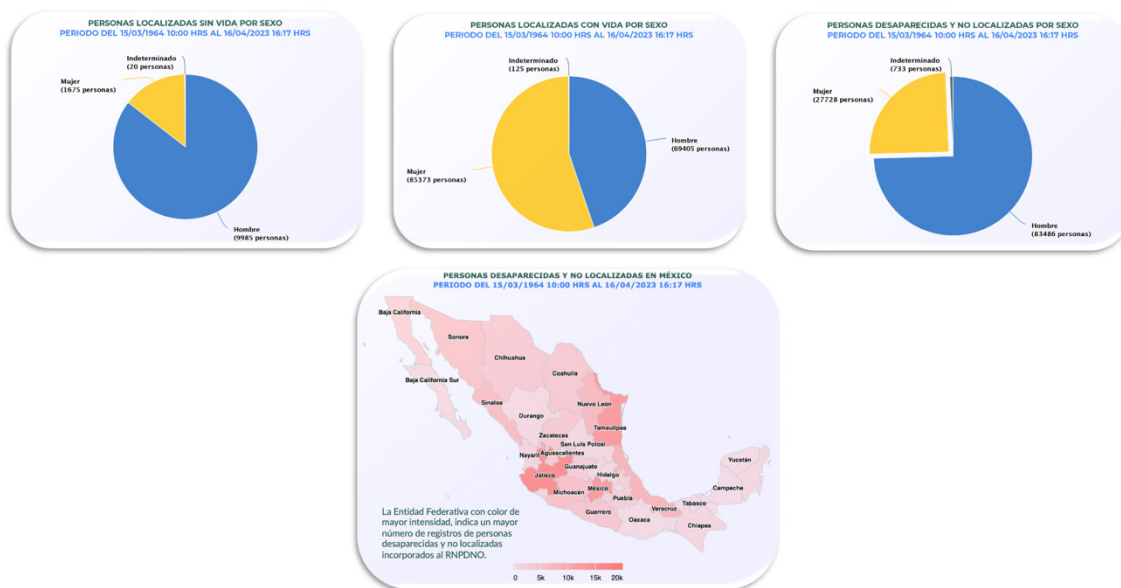 PERSONAS LOCALIZADAS SIN VIDA POR SEXO
PERIODO DEL 15/03/1964 10:00 HRS AL 16/04/2023 16:17 HRS
Indeterminado
(20 personas)
Mujer
(1675 personas)
Hombre
(9985 personas)
PERSONAS LOCALIZADAS CON VIDA POR SEXO
PERIODO DEL 15/03/1964 10:00 HRS AL 16/04/2023 16:17 HRS
Indeterminado
(125 personas)
Hombre
(69405 personas)
Mujer
(85373 personas)
PERSONAS DESAPARECIDAS Y NO LOCALIZADAS POR SEXO
PERIODO DEL 15/03/1964 10:00 HRS AL 16/04/2023 16:17 HRS
Indeterminado
(733 personas)
Mujer
(27728 personas)
Hombre
(83486 personas)
PERSONAS DESAPARECIDAS Y NO LOCALIZADAS EN MÉXICO
PERIODO DEL 15/03/1964 10:00 HRS AL 16/04/2023 16:17 HRS
Baja California
Sonora
Chihuahua
Coahuila
Baja California Sur
Sinaloa
Nuevo León
Durango
Tamaulipas
Zacatecas
San Luis Potosí
Nayarit
Aguascalientes
Yucatán
Guanajuato
Hidalgo
Jalisco
Campeche
México
Michoacán
Puebla
Tabasco
Veracruz
Guerrero
Oaxaca
Chiapas
La Entidad Federativa con color de
mayor intensidad, indica un mayor
número de registros de personas
desaparecidas y no localizadas
incorporados al RNPDNO.
0 5k 10k 15k 20k